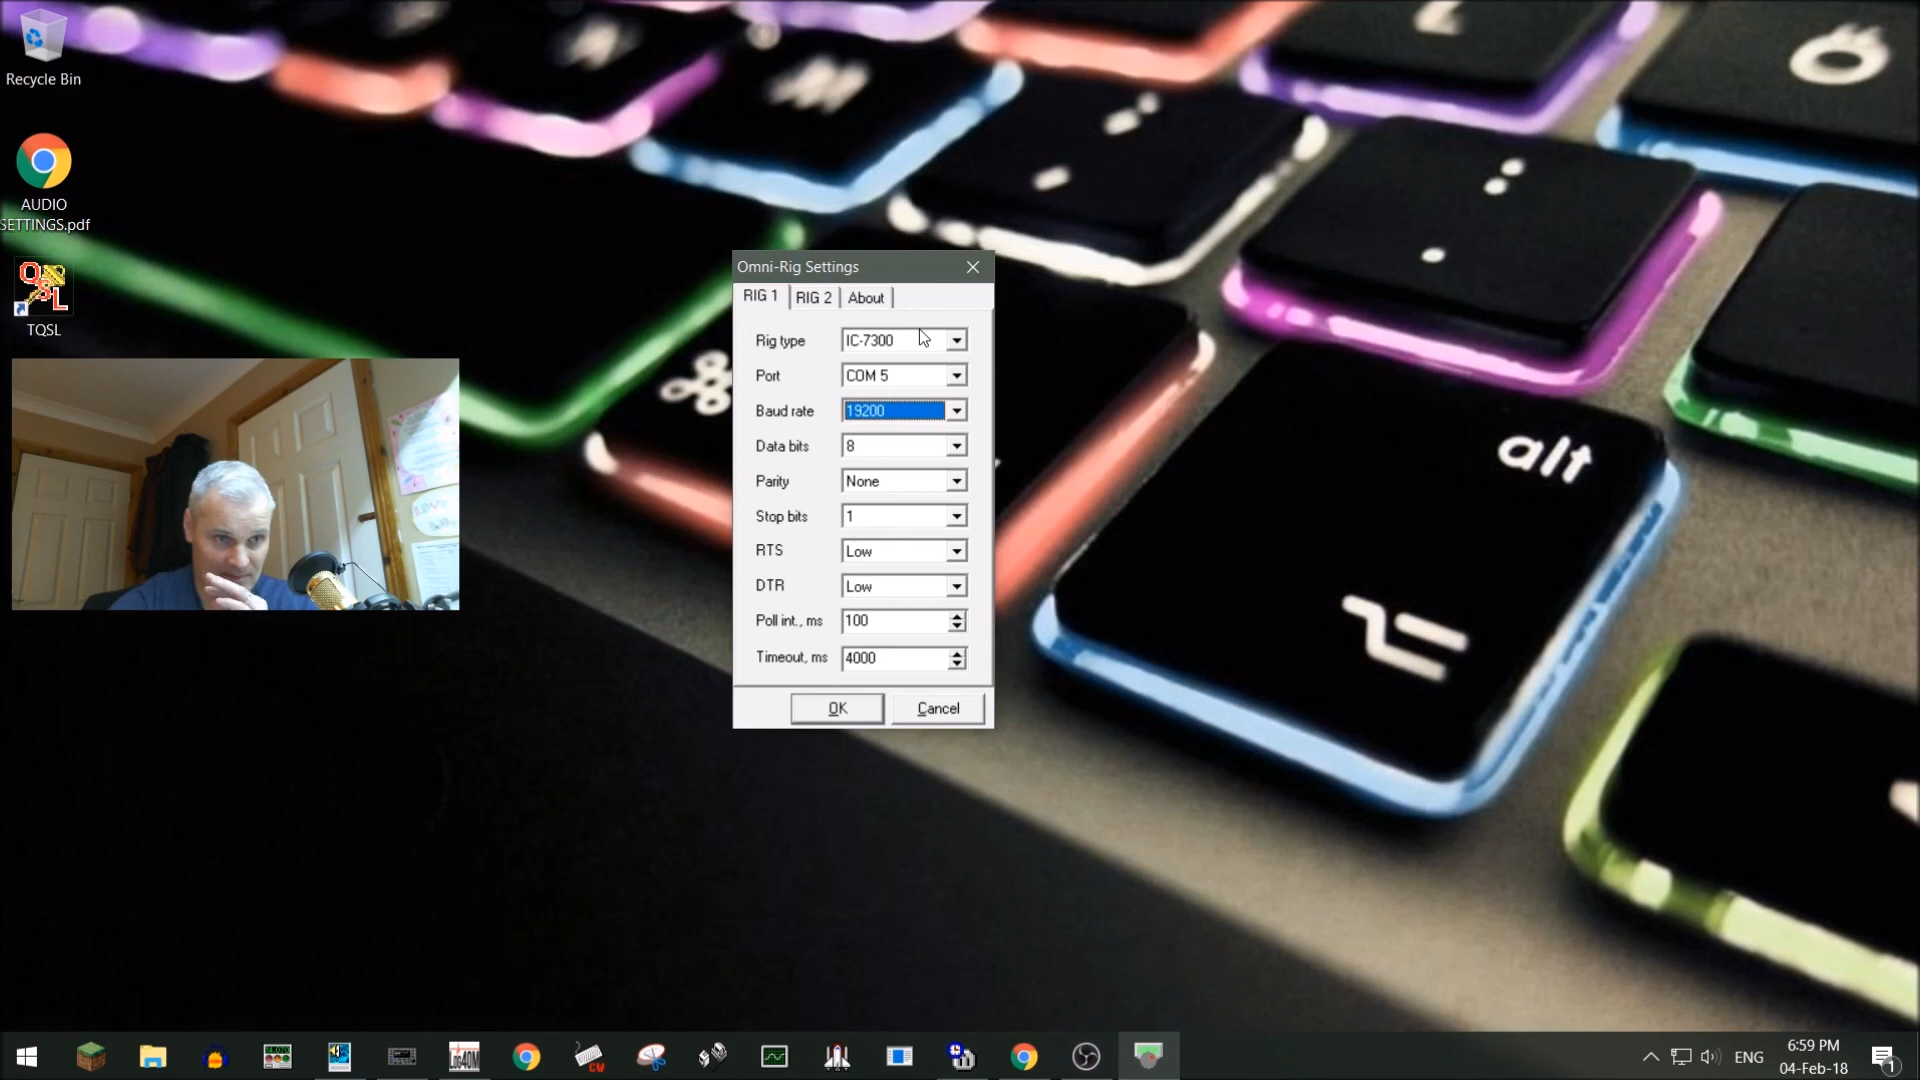 Recycle Bin
AUDIO
SETTINGS.pdf
TQSL
Omni-Rig Settings
RIG 1
RIG 2
About
Rig type
IC-7300
Port
COM 5
Baud rate
19200
Data bits
8
Parity
None
Stop bits
1
RTS
Low
DTR
Low
Poll int., ms
100
Timeout, ms
4000
OK
Cancel
alt
CW
ENG
6:59 PM
04-Feb-18
1